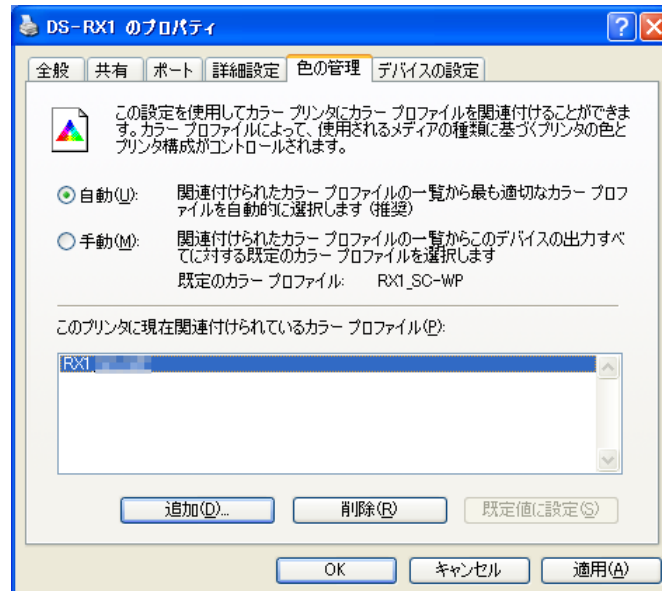 DS-RX1 のプロパティ
全般 共有 ポート 詳細設定 色の管理 デバイスの設定
この設定を使用してカラー プリンタにカラー プロファイルを関連付けることができま
す。カラー プロファイルによって、使用されるメディアの種類に基づくプリンタの色と
プリンタ構成がコントロールされます。
自動(U): 関連付けられたカラー プロファイルの一覧から最も適切なカラー プロフ
ァイルを自動的に選択します (推奨)
手動(M): 関連付けられたカラー プロファイルの一覧からこのデバイスの出力すべ
てに対する既定のカラー プロファイルを選択します
既定のカラー プロファイル: RX1_SC-WP
このプリンタに現在関連付けられているカラー プロファイル(P):
RX1
追加(D)... 削除(R) 既定値に設定(S)
OK キャンセル 適用(A)